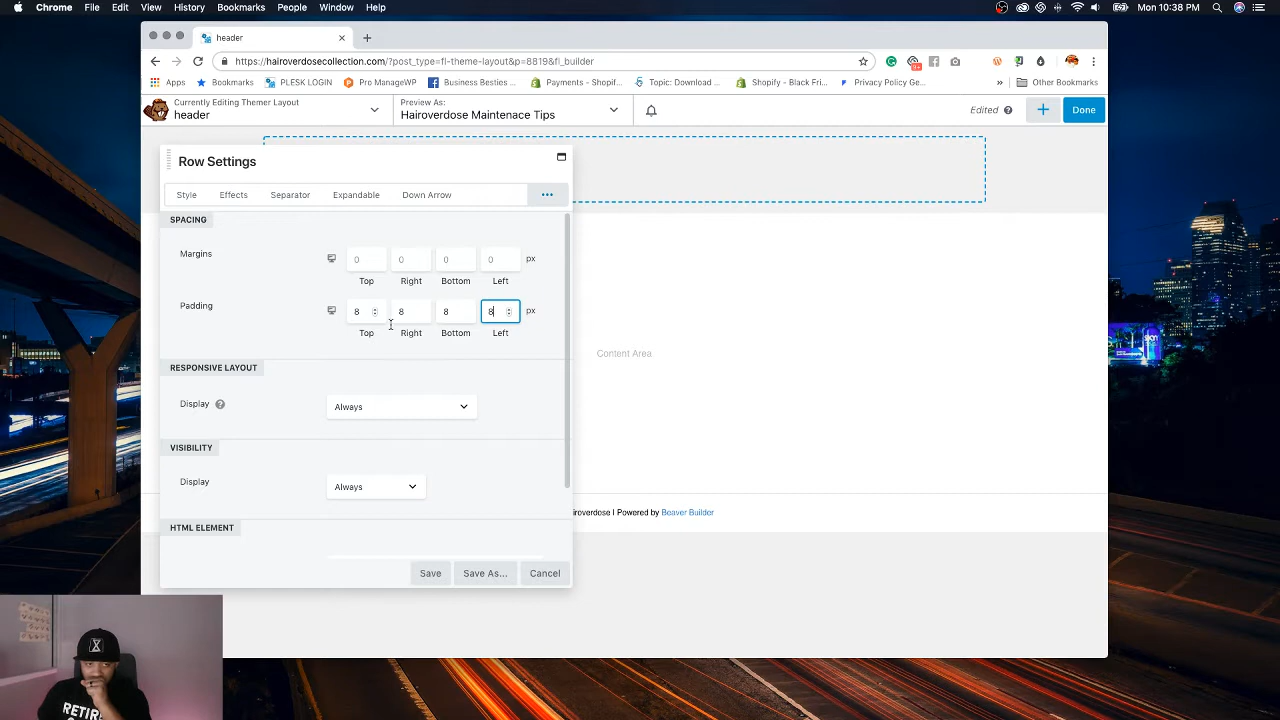 Chrome File Edit View History Bookmarks People Window Help
Mon 10:38 PM
header
https://hairoverdosecollection.com/?post_type=fl-theme-layout&p=8819&fl_builder
9+
Apps Bookmarks PLESK LOGIN Pro ManageWP Business Besties ... Payments - Shopif... Topic: Download ... Shopify - Black Fri... Privacy Policy Ge... » Other Bookmarks
Currently Editing Themer Layout
header
Preview As:
Hairoverdose Maintenace Tips
Edited ?
+
Done
Row Settings
Style Effects Separator Expandable Down Arrow •••
SPACING
Margins
0 0 0 0 px
Top Right Bottom Left
Padding
8 8 8 8 px
Top Right Bottom Left
RESPONSIVE LAYOUT
Display ? Always
VISIBILITY
Display Always
HTML ELEMENT
Save Save As... Cancel
Content Area
iroverdose | Powered by Beaver Builder
RETIRE